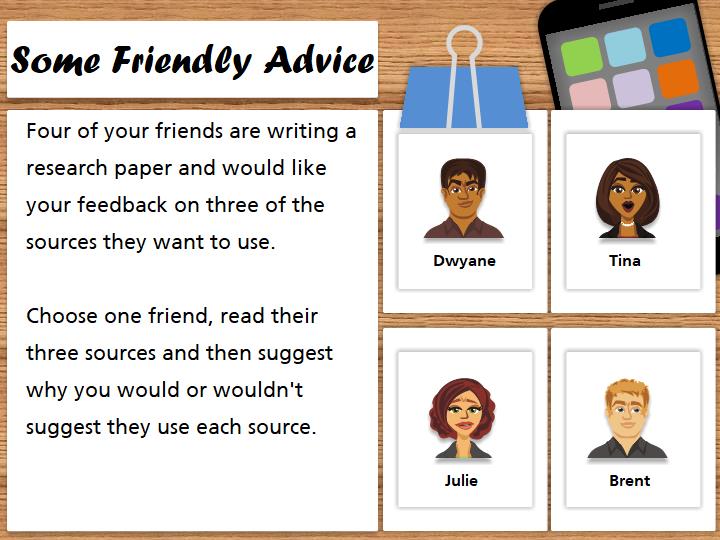 Some Friendly Advice
Four of your friends are writing a
research paper and would like
your feedback on three of the
sources they want to use.
Choose one friend, read their
three sources and then suggest
why you would or wouldn't
suggest they use each source.
Dwyane
Tina
Julie
Brent